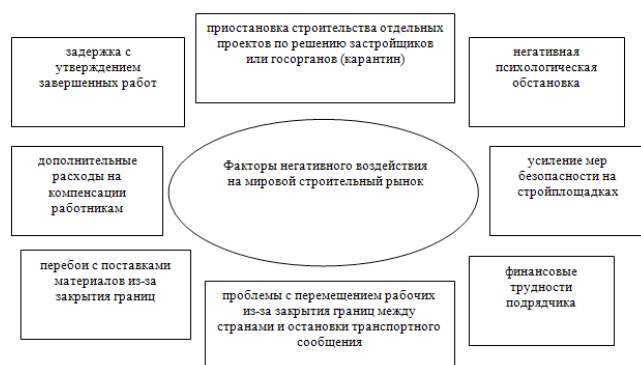 приостановка строительства отдельных
проектов по решению застройщиков
или госорганов (карантин)
задержка с
утверждением
завершенных работ
негативная
психологическая
обстановка
Факторы негативного воздействия
на мировой строительный рынок
дополнительные
расходы на
компенсации
работникам
усиление мер
безопасности на
стройплощадках
перебои с поставками
материалов из-за
закрытия границ
финансовые
трудности
подрядчика
проблемы с перемещением рабочих
из-за закрытия границ между
странами и остановки транспортного
сообщения